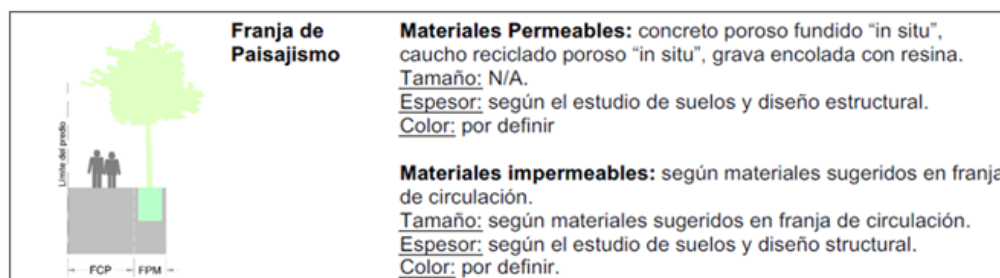 Franja de
Paisajismo
Materiales Permeables: concreto poroso fundido “in situ”,
caucho reciclado poroso “in situ”, grava encolada con resina.
Tamaño: N/A.
Espesor: según el estudio de suelos y diseño estructural.
Color: por definir
Materiales impermeables: según materiales sugeridos en franja
de circulación.
Tamaño: según materiales sugeridos en franja de circulación.
Espesor: según el estudio de suelos y diseño structural.
Color: por definir.
Límite del predio
FCP
FPM